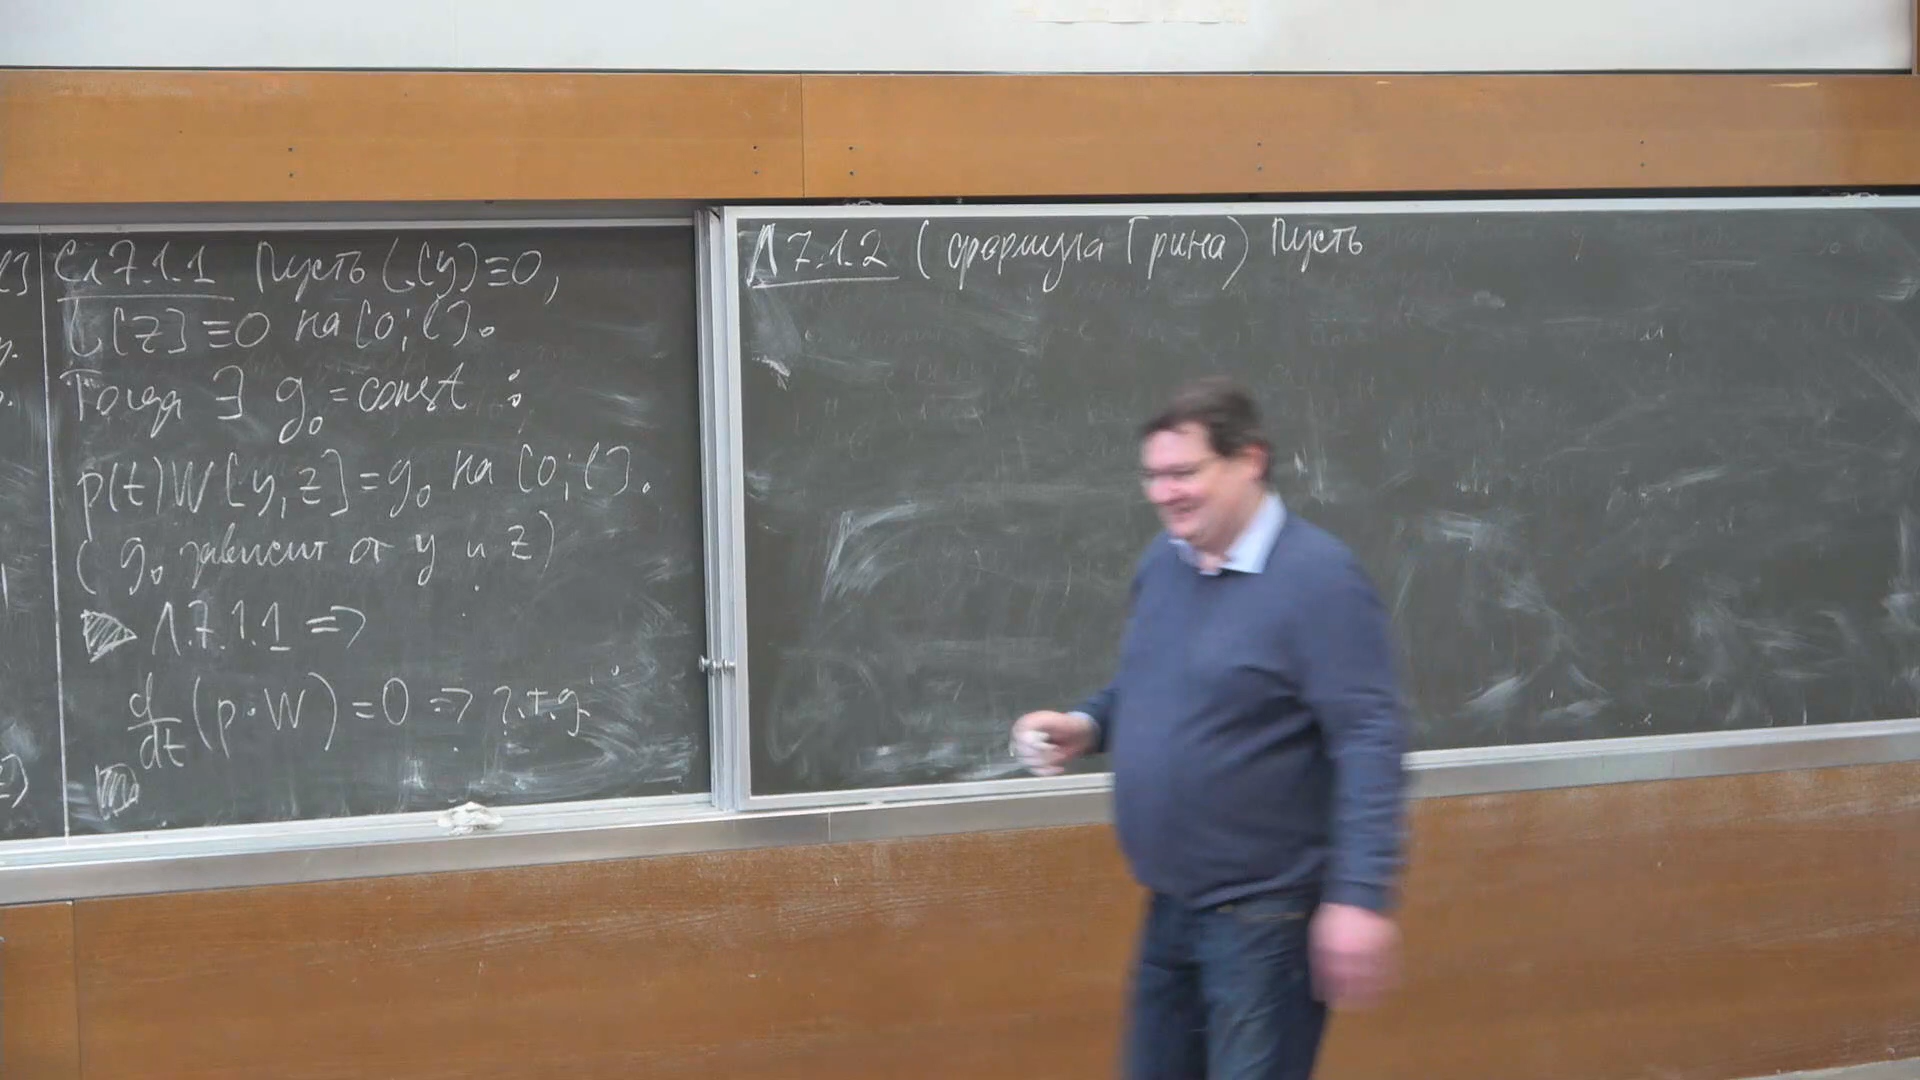 Сл 7.1.1 Пусть L[y]≡0,
L[z]≡0 на [0;l].
Тогда ∃ g₀=const :
p(t)W[y,z]=g₀ на [0;l].
(g₀ зависит от y и z)
Л.7.1.1 =>
d/dt (p·W)=0 => ч.т.д.
Л 7.1.2 (формула Грина) Пусть